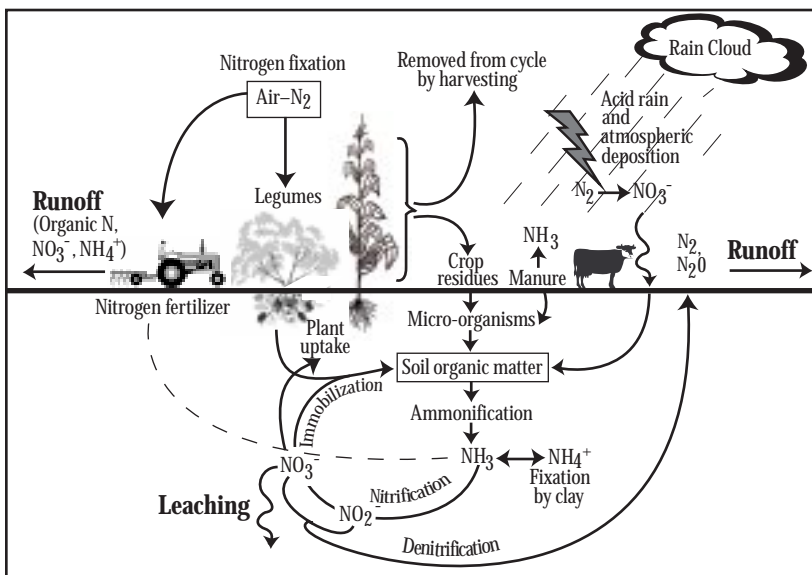 Rain Cloud
Nitrogen fixation
Air–N₂
Removed from cycle
by harvesting
Acid rain
and
atmospheric
deposition
N₂
NO₃⁻
Legumes
Runoff
(Organic N,
NO₃⁻, NH₄⁺)
NH₃
Crop
residues
Manure
N₂,
N₂0
Runoff
Nitrogen fertilizer
Plant
uptake
Micro-organisms
Soil organic matter
Immobilization
Ammonification
NO₃⁻
NH₃
NH₄⁺
Fixation
by clay
Leaching
Nitrification
NO₂⁻
Denitrification